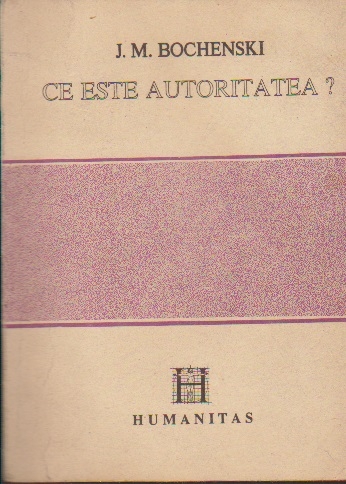 J. M. BOCHENSKI
CE ESTE AUTORITATEA ?
H
HUMANITAS